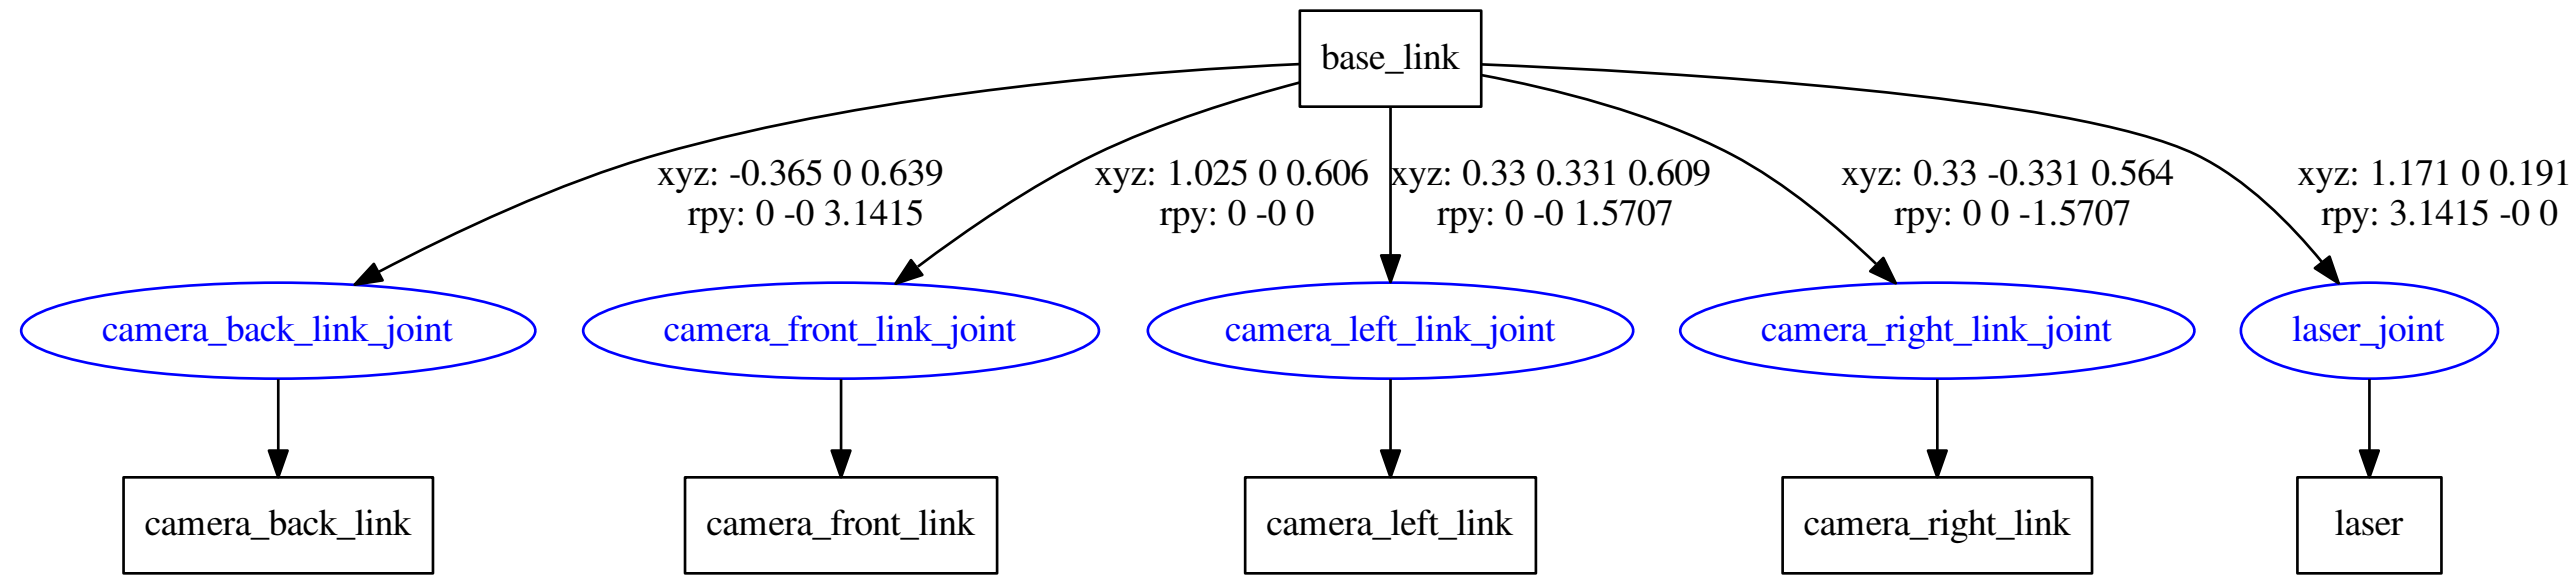 base_link
xyz: -0.365 0 0.639
rpy: 0 -0 3.1415
xyz: 1.025 0 0.606
rpy: 0 -0 0
xyz: 0.33 0.331 0.609
rpy: 0 -0 1.5707
xyz: 0.33 -0.331 0.564
rpy: 0 0 -1.5707
xyz: 1.171 0 0.191
rpy: 3.1415 -0 0
camera_back_link_joint
camera_front_link_joint
camera_left_link_joint
camera_right_link_joint
laser_joint
camera_back_link
camera_front_link
camera_left_link
camera_right_link
laser